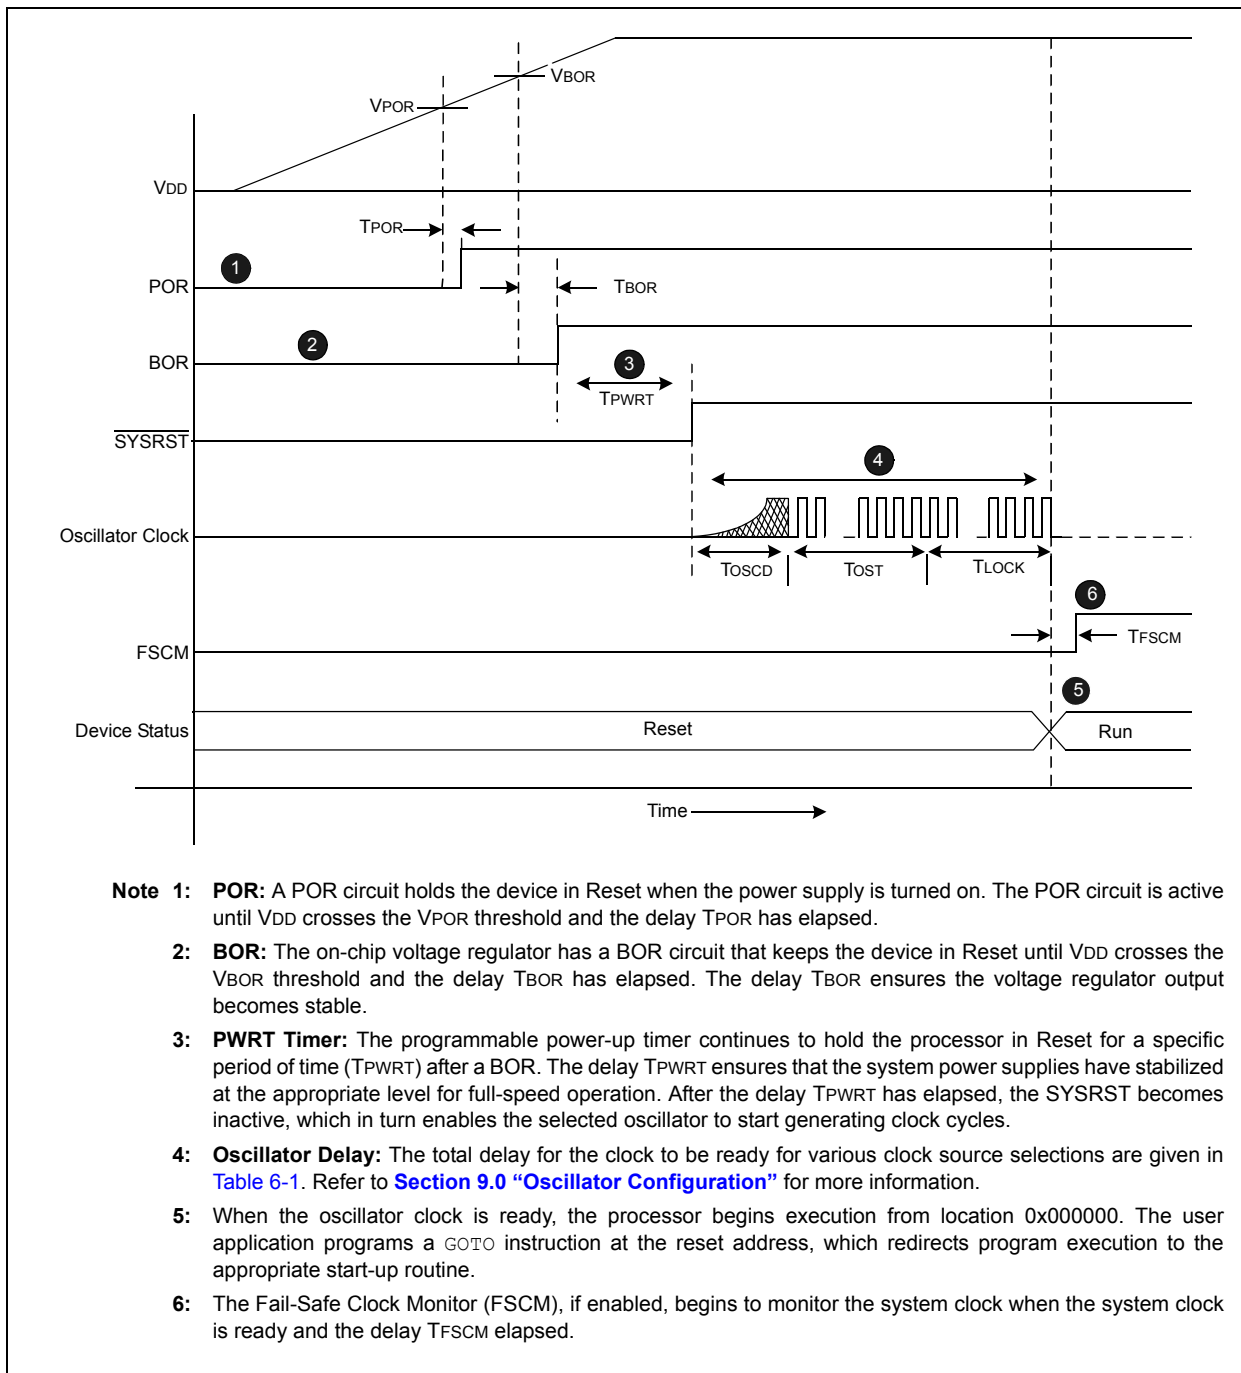 VBOR
VPOR
VDD
TPOR
1
POR
TBOR
2
BOR
3
TPWRT
SYSRST
4
Oscillator Clock
TOSCD
TOST
TLOCK
6
TFSCM
FSCM
5
Device Status
Reset
Run
Time
Note 1: POR: A POR circuit holds the device in Reset when the power supply is turned on. The POR circuit is active
until VDD crosses the VPOR threshold and the delay TPOR has elapsed.
2: BOR: The on-chip voltage regulator has a BOR circuit that keeps the device in Reset until VDD crosses the
VBOR threshold and the delay TBOR has elapsed. The delay TBOR ensures the voltage regulator output
becomes stable.
3: PWRT Timer: The programmable power-up timer continues to hold the processor in Reset for a specific
period of time (TPWRT) after a BOR. The delay TPWRT ensures that the system power supplies have stabilized
at the appropriate level for full-speed operation. After the delay TPWRT has elapsed, the SYSRST becomes
inactive, which in turn enables the selected oscillator to start generating clock cycles.
4: Oscillator Delay: The total delay for the clock to be ready for various clock source selections are given in
Table 6-1. Refer to Section 9.0 “Oscillator Configuration” for more information.
5: When the oscillator clock is ready, the processor begins execution from location 0x000000. The user
application programs a GOTO instruction at the reset address, which redirects program execution to the
appropriate start-up routine.
6: The Fail-Safe Clock Monitor (FSCM), if enabled, begins to monitor the system clock when the system clock
is ready and the delay TFSCM elapsed.